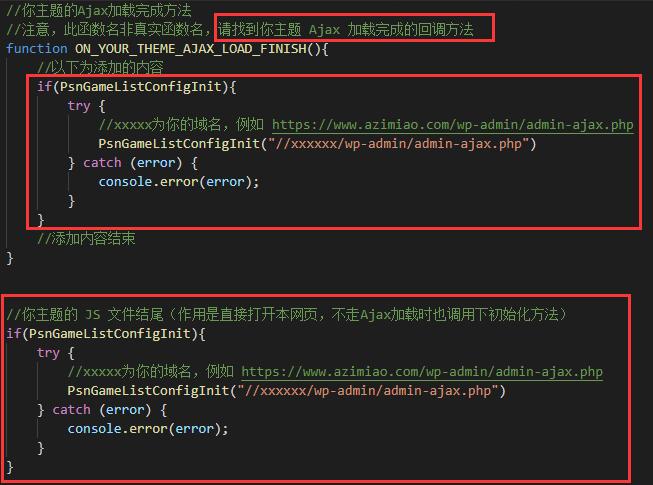 //你主题的Ajax加载完成方法
//注意，此函数名非真实函数名，请找到你主题 Ajax 加载完成的回调方法
function ON_YOUR_THEME_AJAX_LOAD_FINISH(){
//以下为添加的内容
if(PsnGameListConfigInit){
try {
//xxxxx为你的域名，例如 https://www.azimiao.com/wp-admin/admin-ajax.php
PsnGameListConfigInit("//xxxxxx/wp-admin/admin-ajax.php")
} catch (error) {
console.error(error);
}
}
//添加内容结束
}
//你主题的 JS 文件结尾（作用是直接打开本网页，不走Ajax加载时也调用下初始化方法）
if(PsnGameListConfigInit){
try {
//xxxxx为你的域名，例如 https://www.azimiao.com/wp-admin/admin-ajax.php
PsnGameListConfigInit("//xxxxxx/wp-admin/admin-ajax.php")
} catch (error) {
console.error(error);
}
}